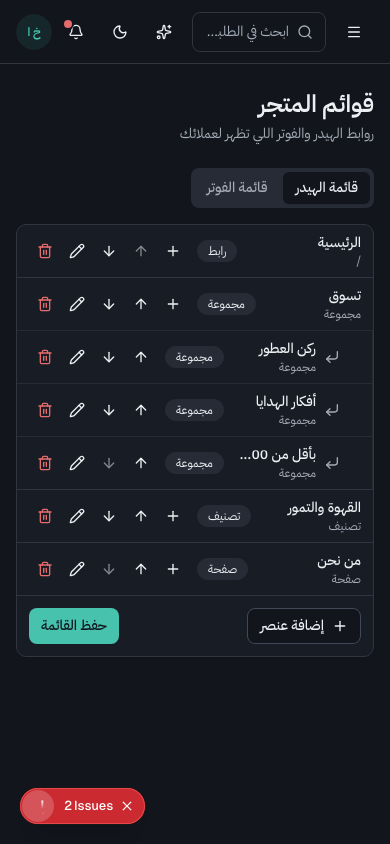 ابحث في الطلب...
خ ا
قوائم المتجر
روابط الهيدر والفوتر اللي تظهر لعملائك
قائمة الهيدر
قائمة الفوتر
الرئيسية
/
رابط
تسوق
مجموعة
مجموعة
ركن العطور
مجموعة
مجموعة
أفكار الهدايا
مجموعة
مجموعة
بأقل من 00...
مجموعة
مجموعة
القهوة والتمور
تصنيف
تصنيف
من نحن
صفحة
صفحة
إضافة عنصر
حفظ القائمة
2 Issues